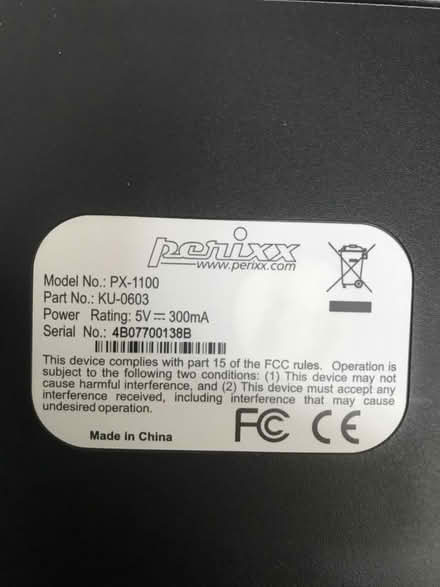 perixx
www.perixx.com
Model No.: PX-1100
Part No.: KU-0603
Power Rating: 5V⎓300mA
Serial No.: 4B07700138B
This device complies with part 15 of the FCC rules. Operation is
subject to the following two conditions: (1) This device may not
cause harmful interference, and (2) This device must accept any
interference received, including interference that may cause
undesired operation.
Made in China
FC CE